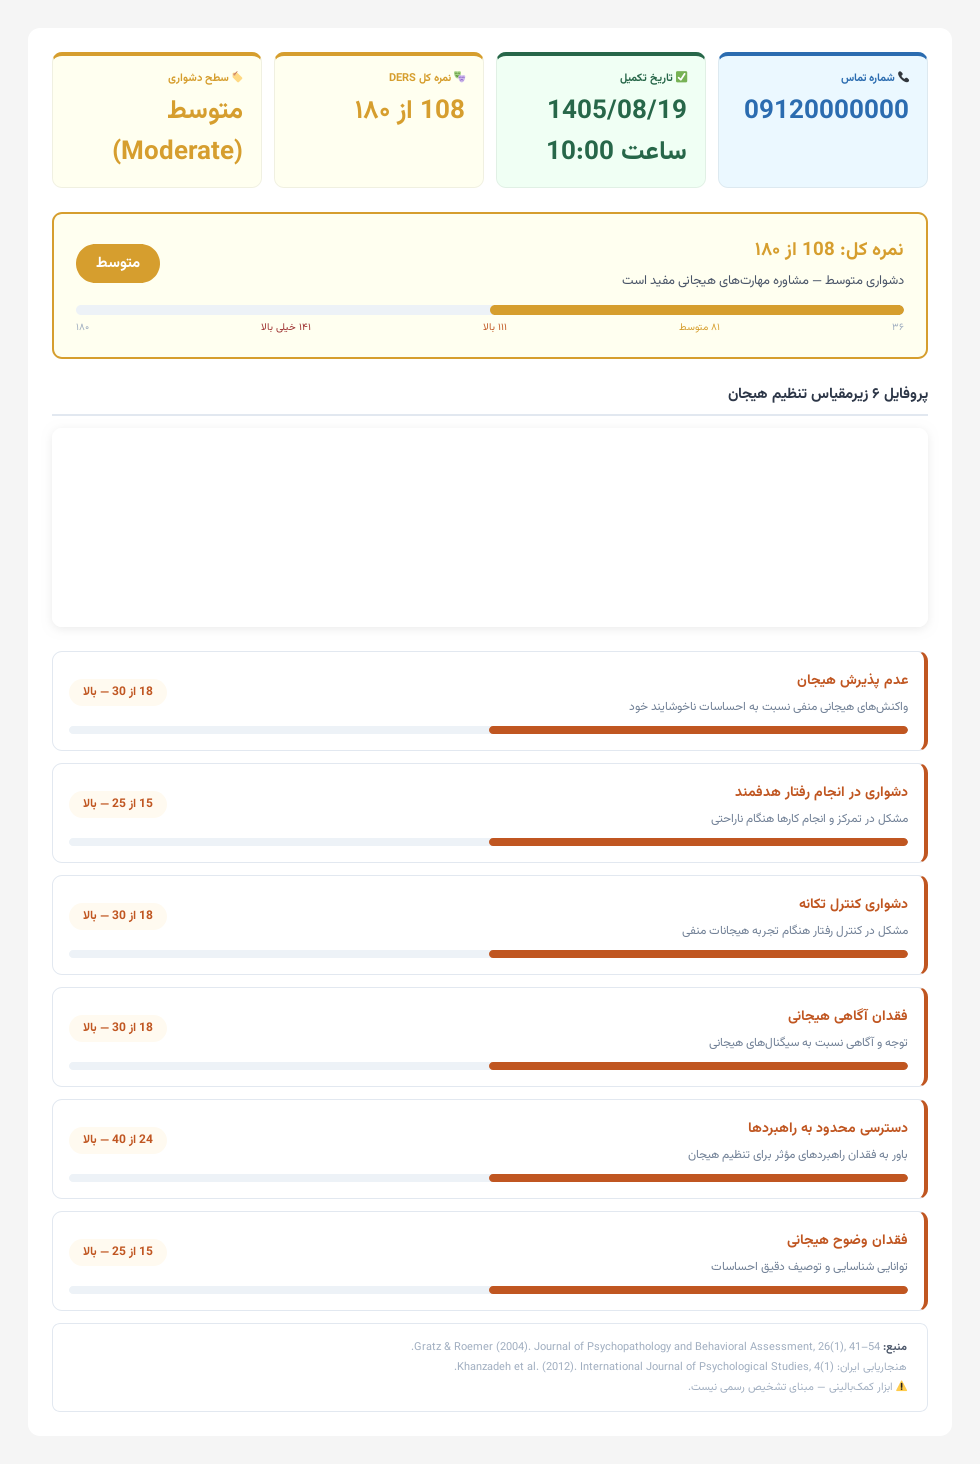 📞 شماره تماس
09120000000
✅ تاریخ تکمیل
1405/08/19
ساعت 10:00
🎭 نمره کل DERS
108 از ۱۸۰
🏷️ سطح دشواری
متوسط
(Moderate)
نمره کل: 108 از ۱۸۰
دشواری متوسط — مشاوره مهارت‌های هیجانی مفید است
متوسط
۳۶
۸۱ متوسط
۱۱۱ بالا
۱۴۱ خیلی بالا
۱۸۰
پروفایل ۶ زیرمقیاس تنظیم هیجان
عدم پذیرش هیجان
واکنش‌های هیجانی منفی نسبت به احساسات ناخوشایند خود
18 از 30 — بالا
دشواری در انجام رفتار هدفمند
مشکل در تمرکز و انجام کارها هنگام ناراحتی
15 از 25 — بالا
دشواری کنترل تکانه
مشکل در کنترل رفتار هنگام تجربه هیجانات منفی
18 از 30 — بالا
فقدان آگاهی هیجانی
توجه و آگاهی نسبت به سیگنال‌های هیجانی
18 از 30 — بالا
دسترسی محدود به راهبردها
باور به فقدان راهبردهای مؤثر برای تنظیم هیجان
24 از 40 — بالا
فقدان وضوح هیجانی
توانایی شناسایی و توصیف دقیق احساسات
15 از 25 — بالا
منبع: Gratz & Roemer (2004). Journal of Psychopathology and Behavioral Assessment, 26(1), 41–54.
هنجاریابی ایران: Khanzadeh et al. (2012). International Journal of Psychological Studies, 4(1).
⚠️ ابزار کمک‌بالینی — مبنای تشخیص رسمی نیست.